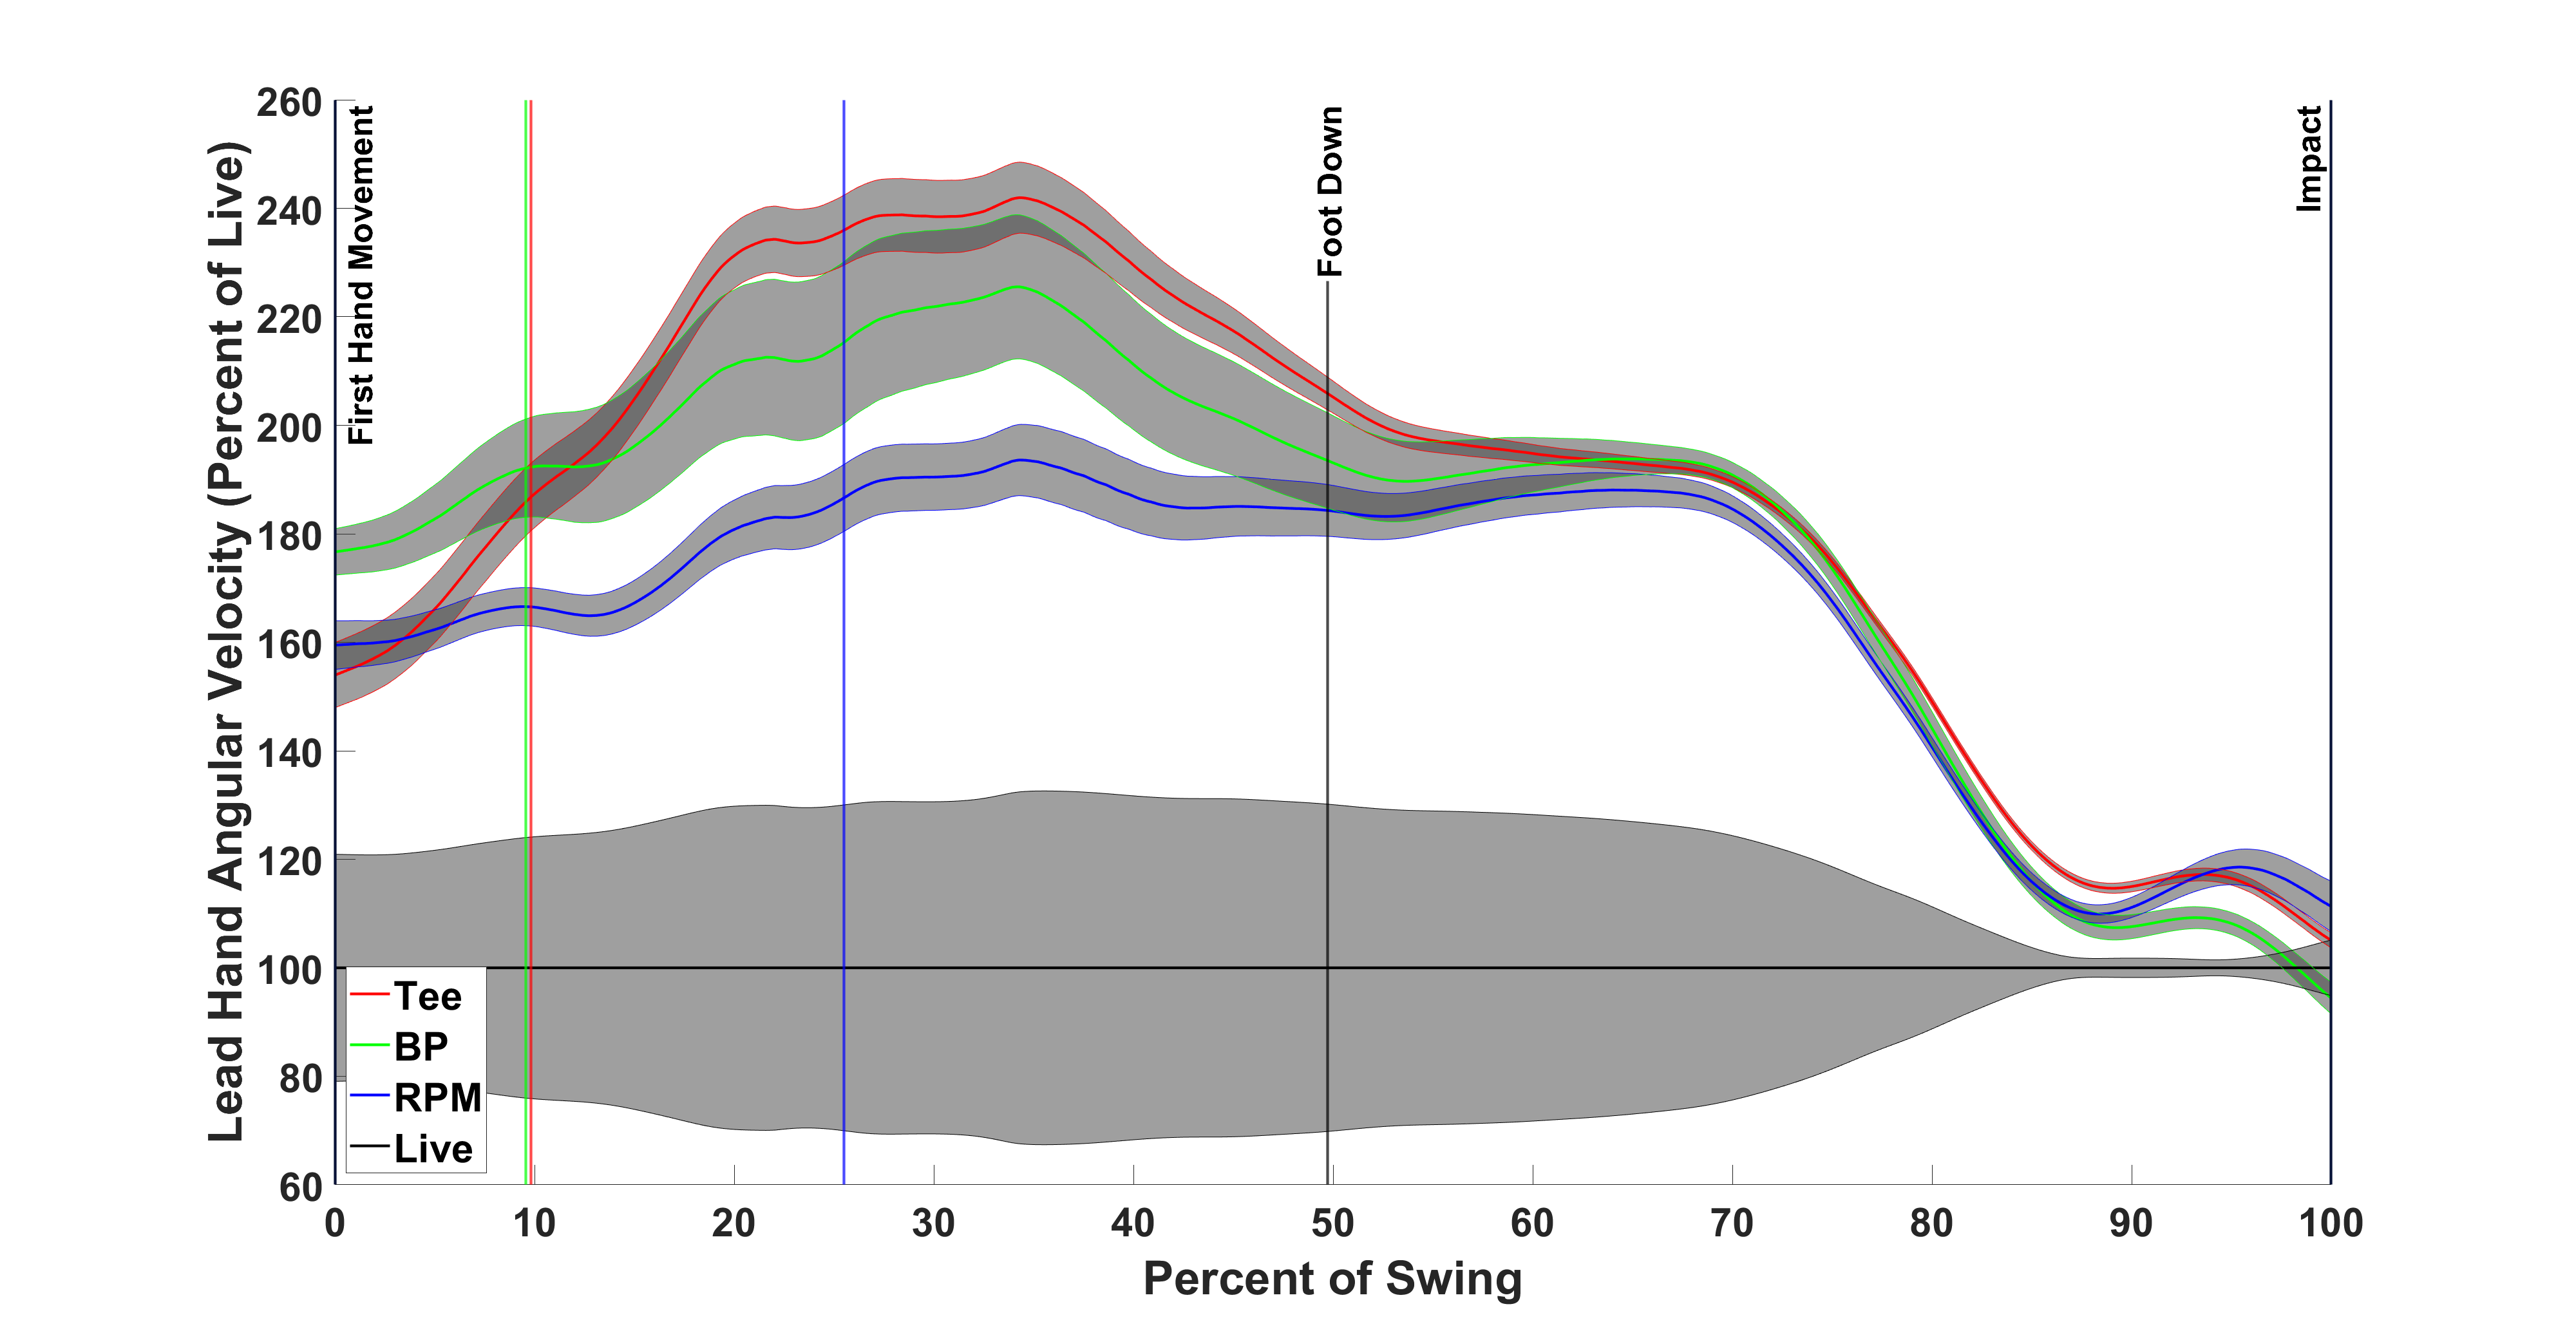 Lead Hand Angular Velocity (Percent of Live)
260
240
220
200
180
160
140
120
100
80
60
First Hand Movement
Foot Down
Impact
Tee
BP
RPM
Live
0 10 20 30 40 50 60 70 80 90 100
Percent of Swing